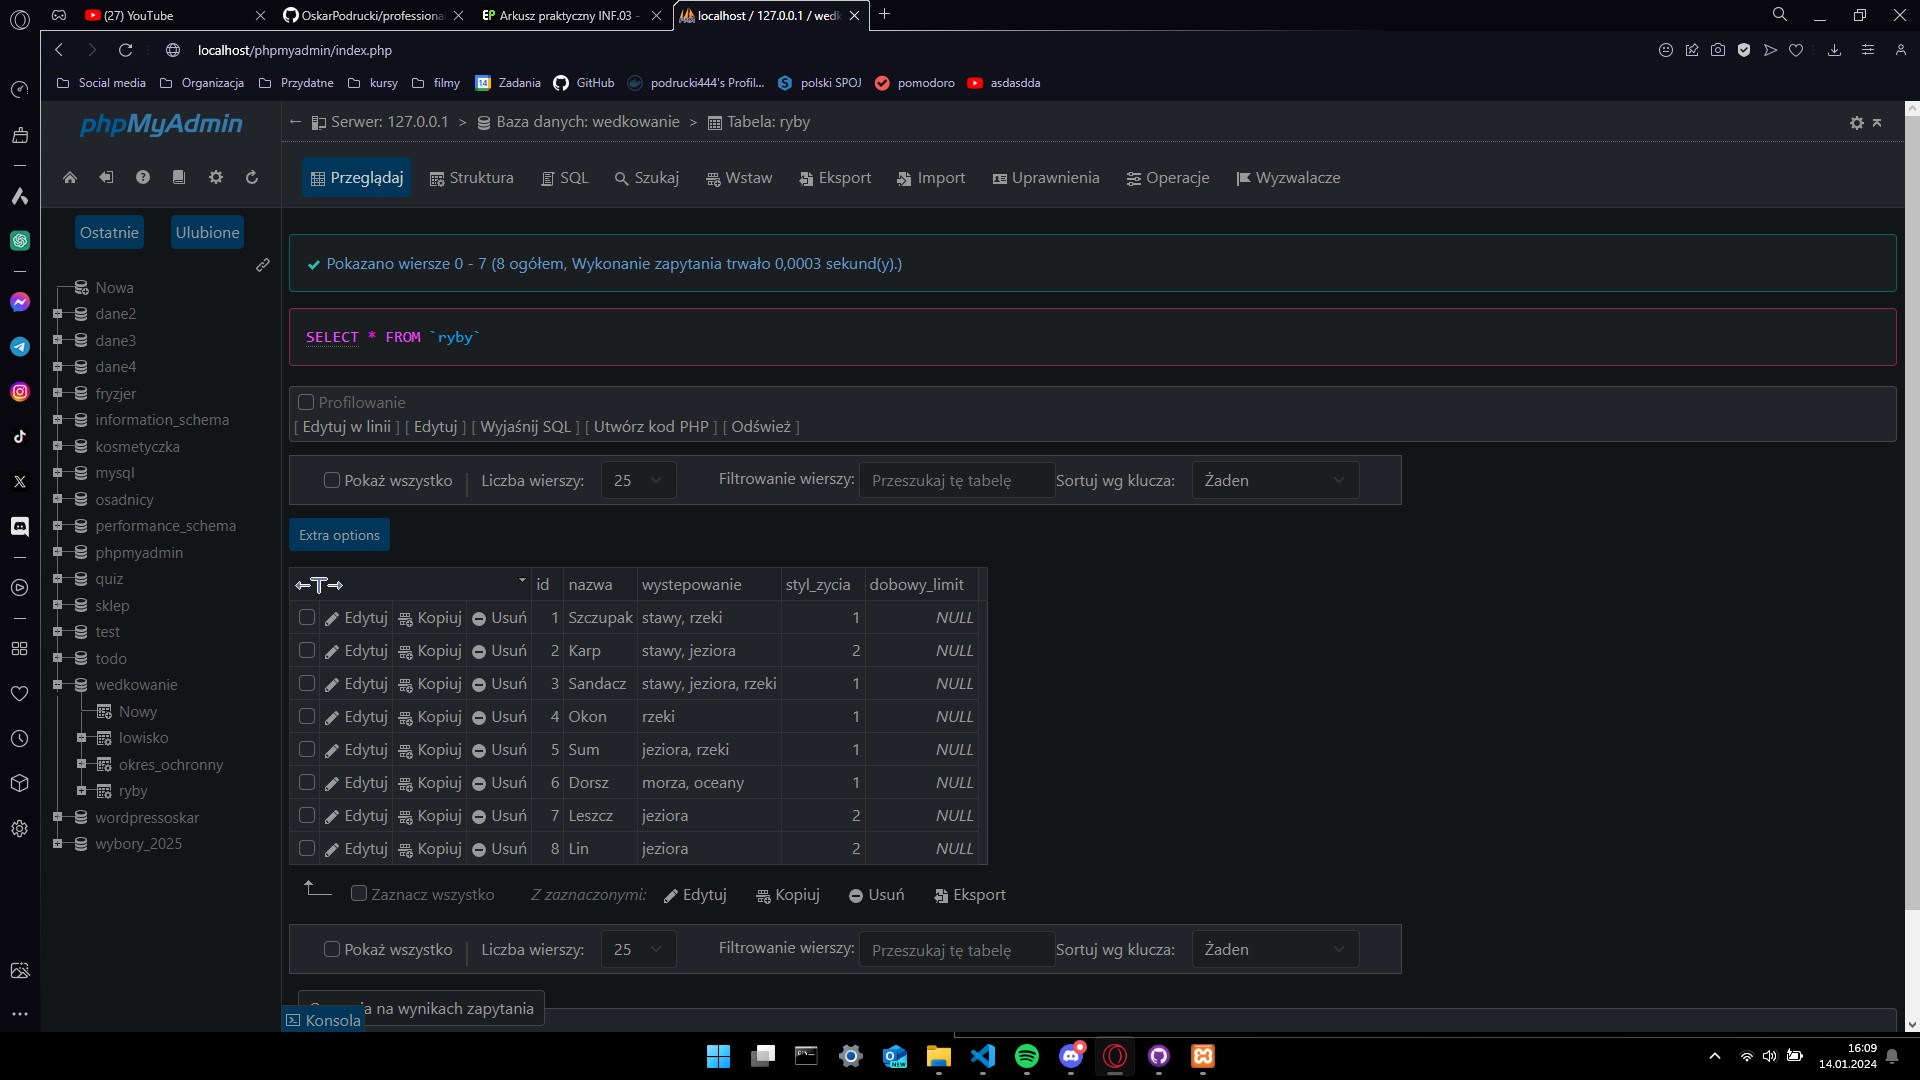 (27) YouTube
OskarPodrucki/professional
Arkusz praktyczny INF.03 -
localhost / 127.0.0.1 / wedk
localhost/phpmyadmin/index.php
Social media Organizacja Przydatne kursy filmy 14 Zadania GitHub podrucki444's Profil... polski SPOJ pomodoro asdasdda
phpMyAdmin
Ostatnie Ulubione
Nowa
dane2
dane3
dane4
fryzjer
information_schema
kosmetyczka
mysql
osadnicy
performance_schema
phpmyadmin
quiz
sklep
test
todo
wedkowanie
Nowy
lowisko
okres_ochronny
ryby
wordpressoskar
wybory_2025
← Serwer: 127.0.0.1 > Baza danych: wedkowanie > Tabela: ryby
Przeglądaj Struktura SQL Szukaj Wstaw Eksport Import Uprawnienia Operacje Wyzwalacze
Pokazano wiersze 0 - 7 (8 ogółem, Wykonanie zapytania trwało 0,0003 sekund(y).)
SELECT * FROM `ryby`
Profilowanie
[ Edytuj w linii ] [ Edytuj ] [ Wyjaśnij SQL ] [ Utwórz kod PHP ] [ Odśwież ]
Pokaż wszystko | Liczba wierszy: 25 Filtrowanie wierszy: Przeszukaj tę tabelę Sortuj wg klucza: Żaden
Extra options
←T→ id nazwa wystepowanie styl_zycia dobowy_limit
Edytuj Kopiuj Usuń 1 Szczupak stawy, rzeki 1 NULL
Edytuj Kopiuj Usuń 2 Karp stawy, jeziora 2 NULL
Edytuj Kopiuj Usuń 3 Sandacz stawy, jeziora, rzeki 1 NULL
Edytuj Kopiuj Usuń 4 Okon rzeki 1 NULL
Edytuj Kopiuj Usuń 5 Sum jeziora, rzeki 1 NULL
Edytuj Kopiuj Usuń 6 Dorsz morza, oceany 1 NULL
Edytuj Kopiuj Usuń 7 Leszcz jeziora 2 NULL
Edytuj Kopiuj Usuń 8 Lin jeziora 2 NULL
Zaznacz wszystko Z zaznaczonymi: Edytuj Kopiuj Usuń Eksport
Pokaż wszystko | Liczba wierszy: 25 Filtrowanie wierszy: Przeszukaj tę tabelę Sortuj wg klucza: Żaden
na wynikach zapytania
Konsola
16:09
14.01.2024